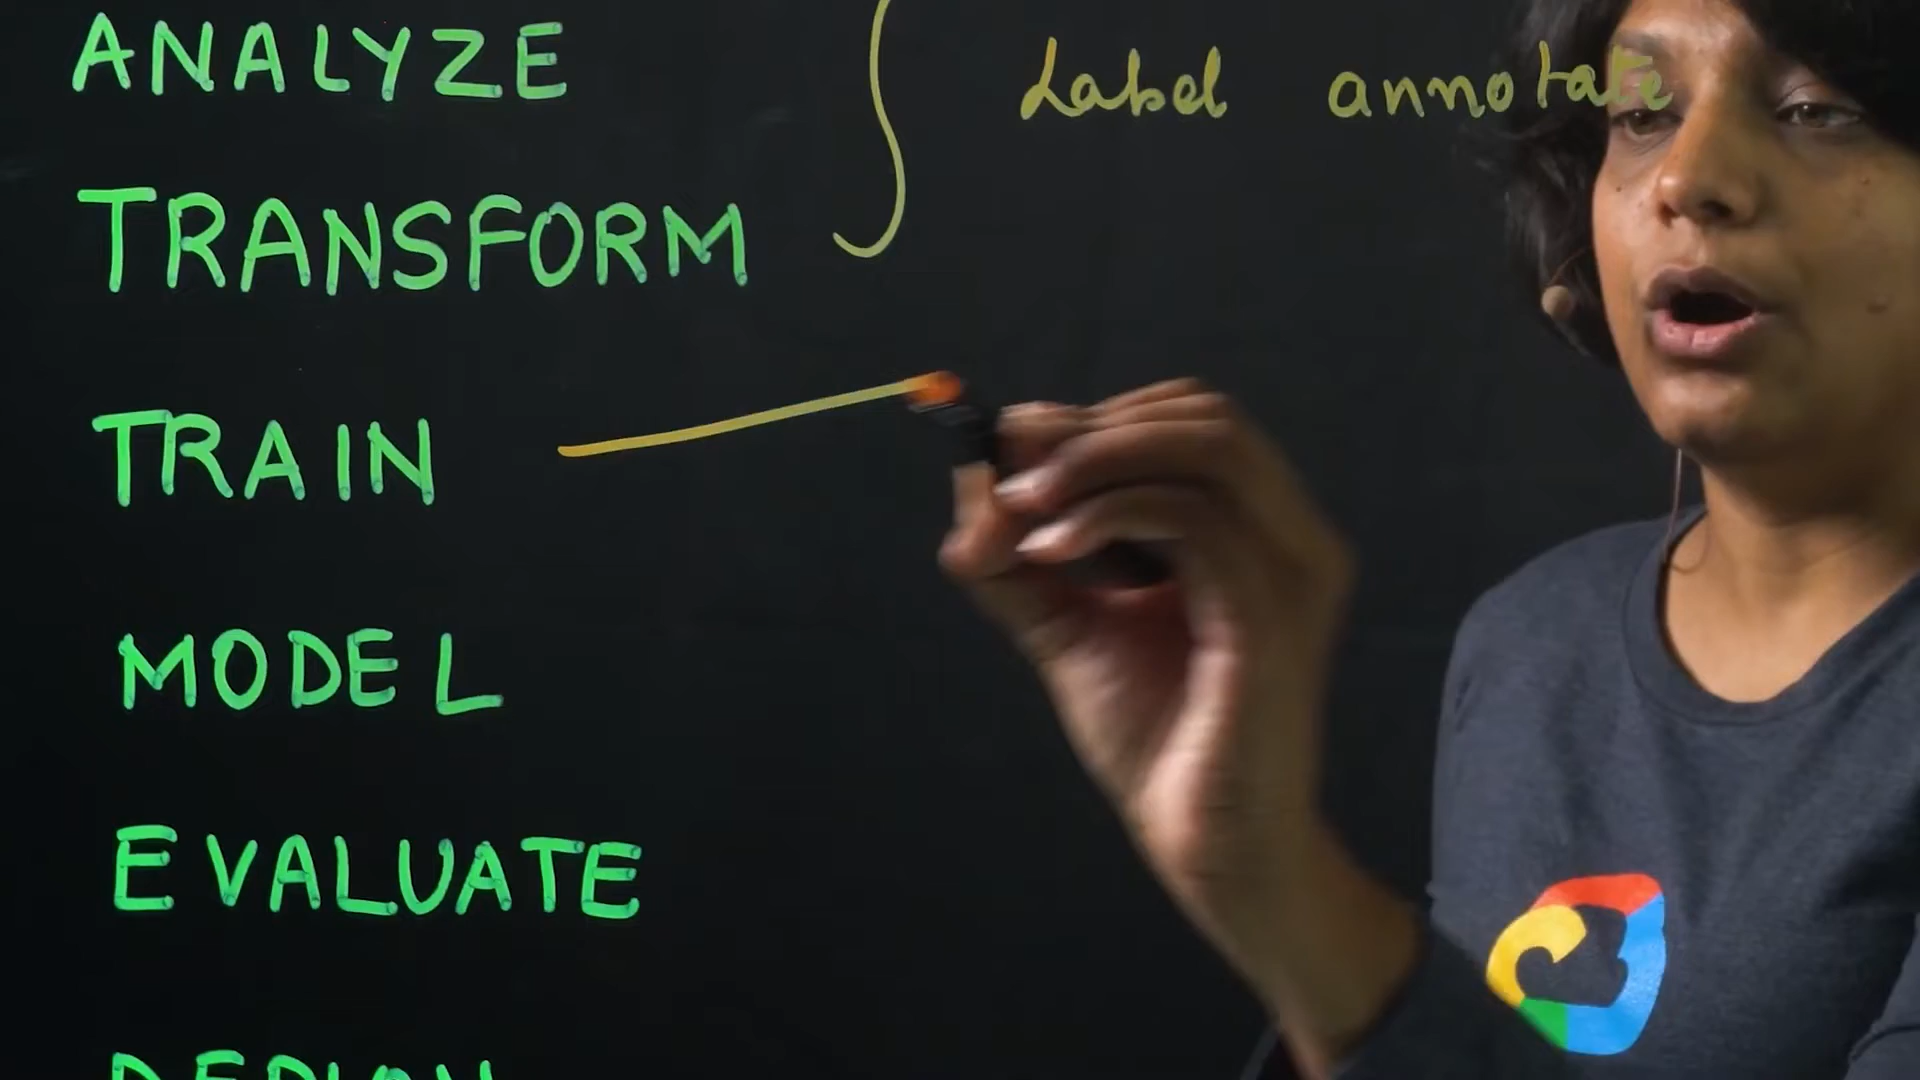 ANALYZE
Label annotate
TRANSFORM
TRAIN
MODEL
EVALUATE